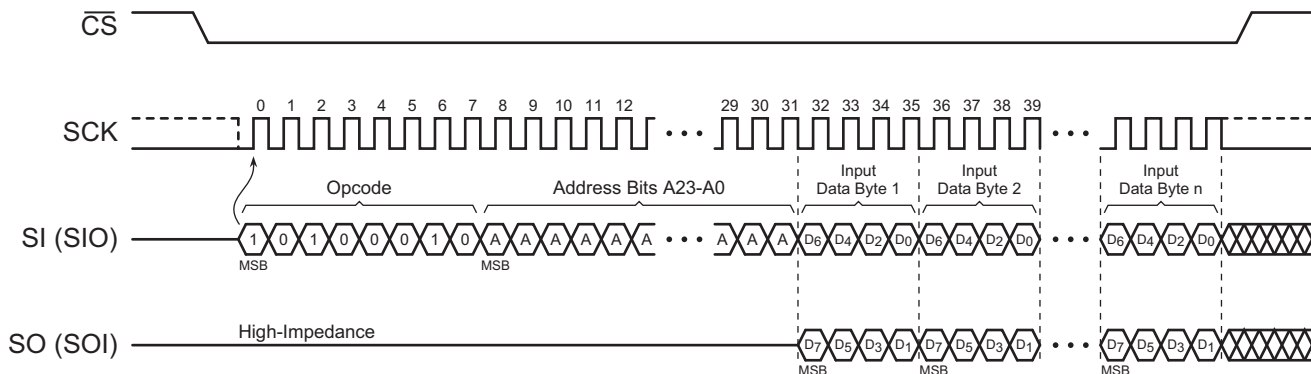 CS
0 1 2 3 4 5 6 7 8 9 10 11 12 29 30 31 32 33 34 35 36 37 38 39
SCK
Opcode Address Bits A23-A0 Input Data Byte 1 Input Data Byte 2 Input Data Byte n
SI (SIO) 1 0 1 0 0 0 1 0 A A A A A A A A A D6 D4 D2 D0 D6 D4 D2 D0 D6 D4 D2 D0
MSB MSB
High-Impedance
SO (SOI) D7 D5 D3 D1 D7 D5 D3 D1 D7 D5 D3 D1
MSB MSB MSB